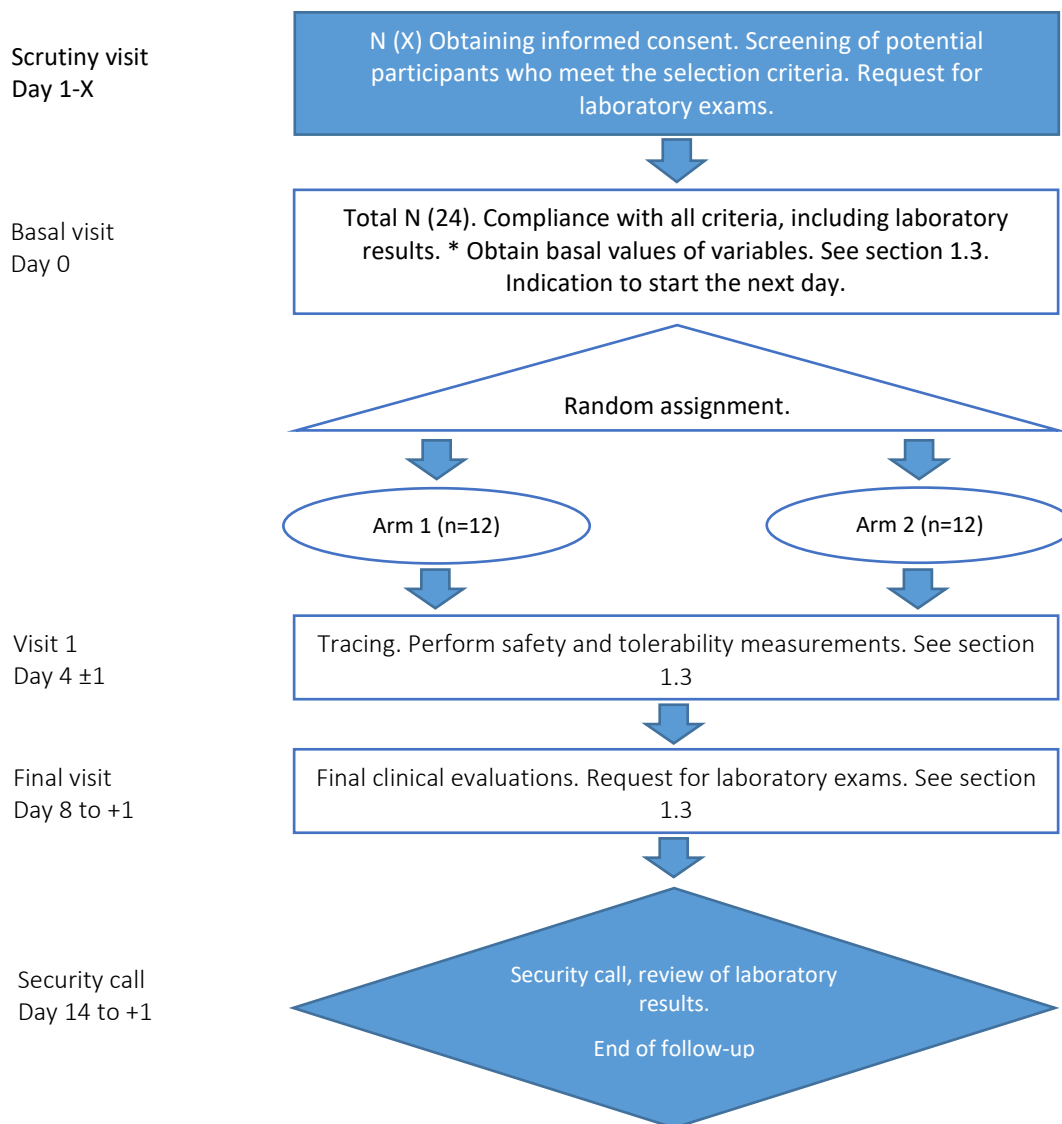 Scrutiny visit
Day 1-X
N (X) Obtaining informed consent. Screening of potential
participants who meet the selection criteria. Request for
laboratory exams.
Basal visit
Day 0
Total N (24). Compliance with all criteria, including laboratory
results. * Obtain basal values of variables. See section 1.3.
Indication to start the next day.
Random assignment.
Arm 1 (n=12)
Arm 2 (n=12)
Visit 1
Day 4 ±1
Tracing. Perform safety and tolerability measurements. See section
1.3
Final visit
Day 8 to +1
Final clinical evaluations. Request for laboratory exams. See section
1.3
Security call
Day 14 to +1
Security call, review of laboratory
results.
End of follow-up